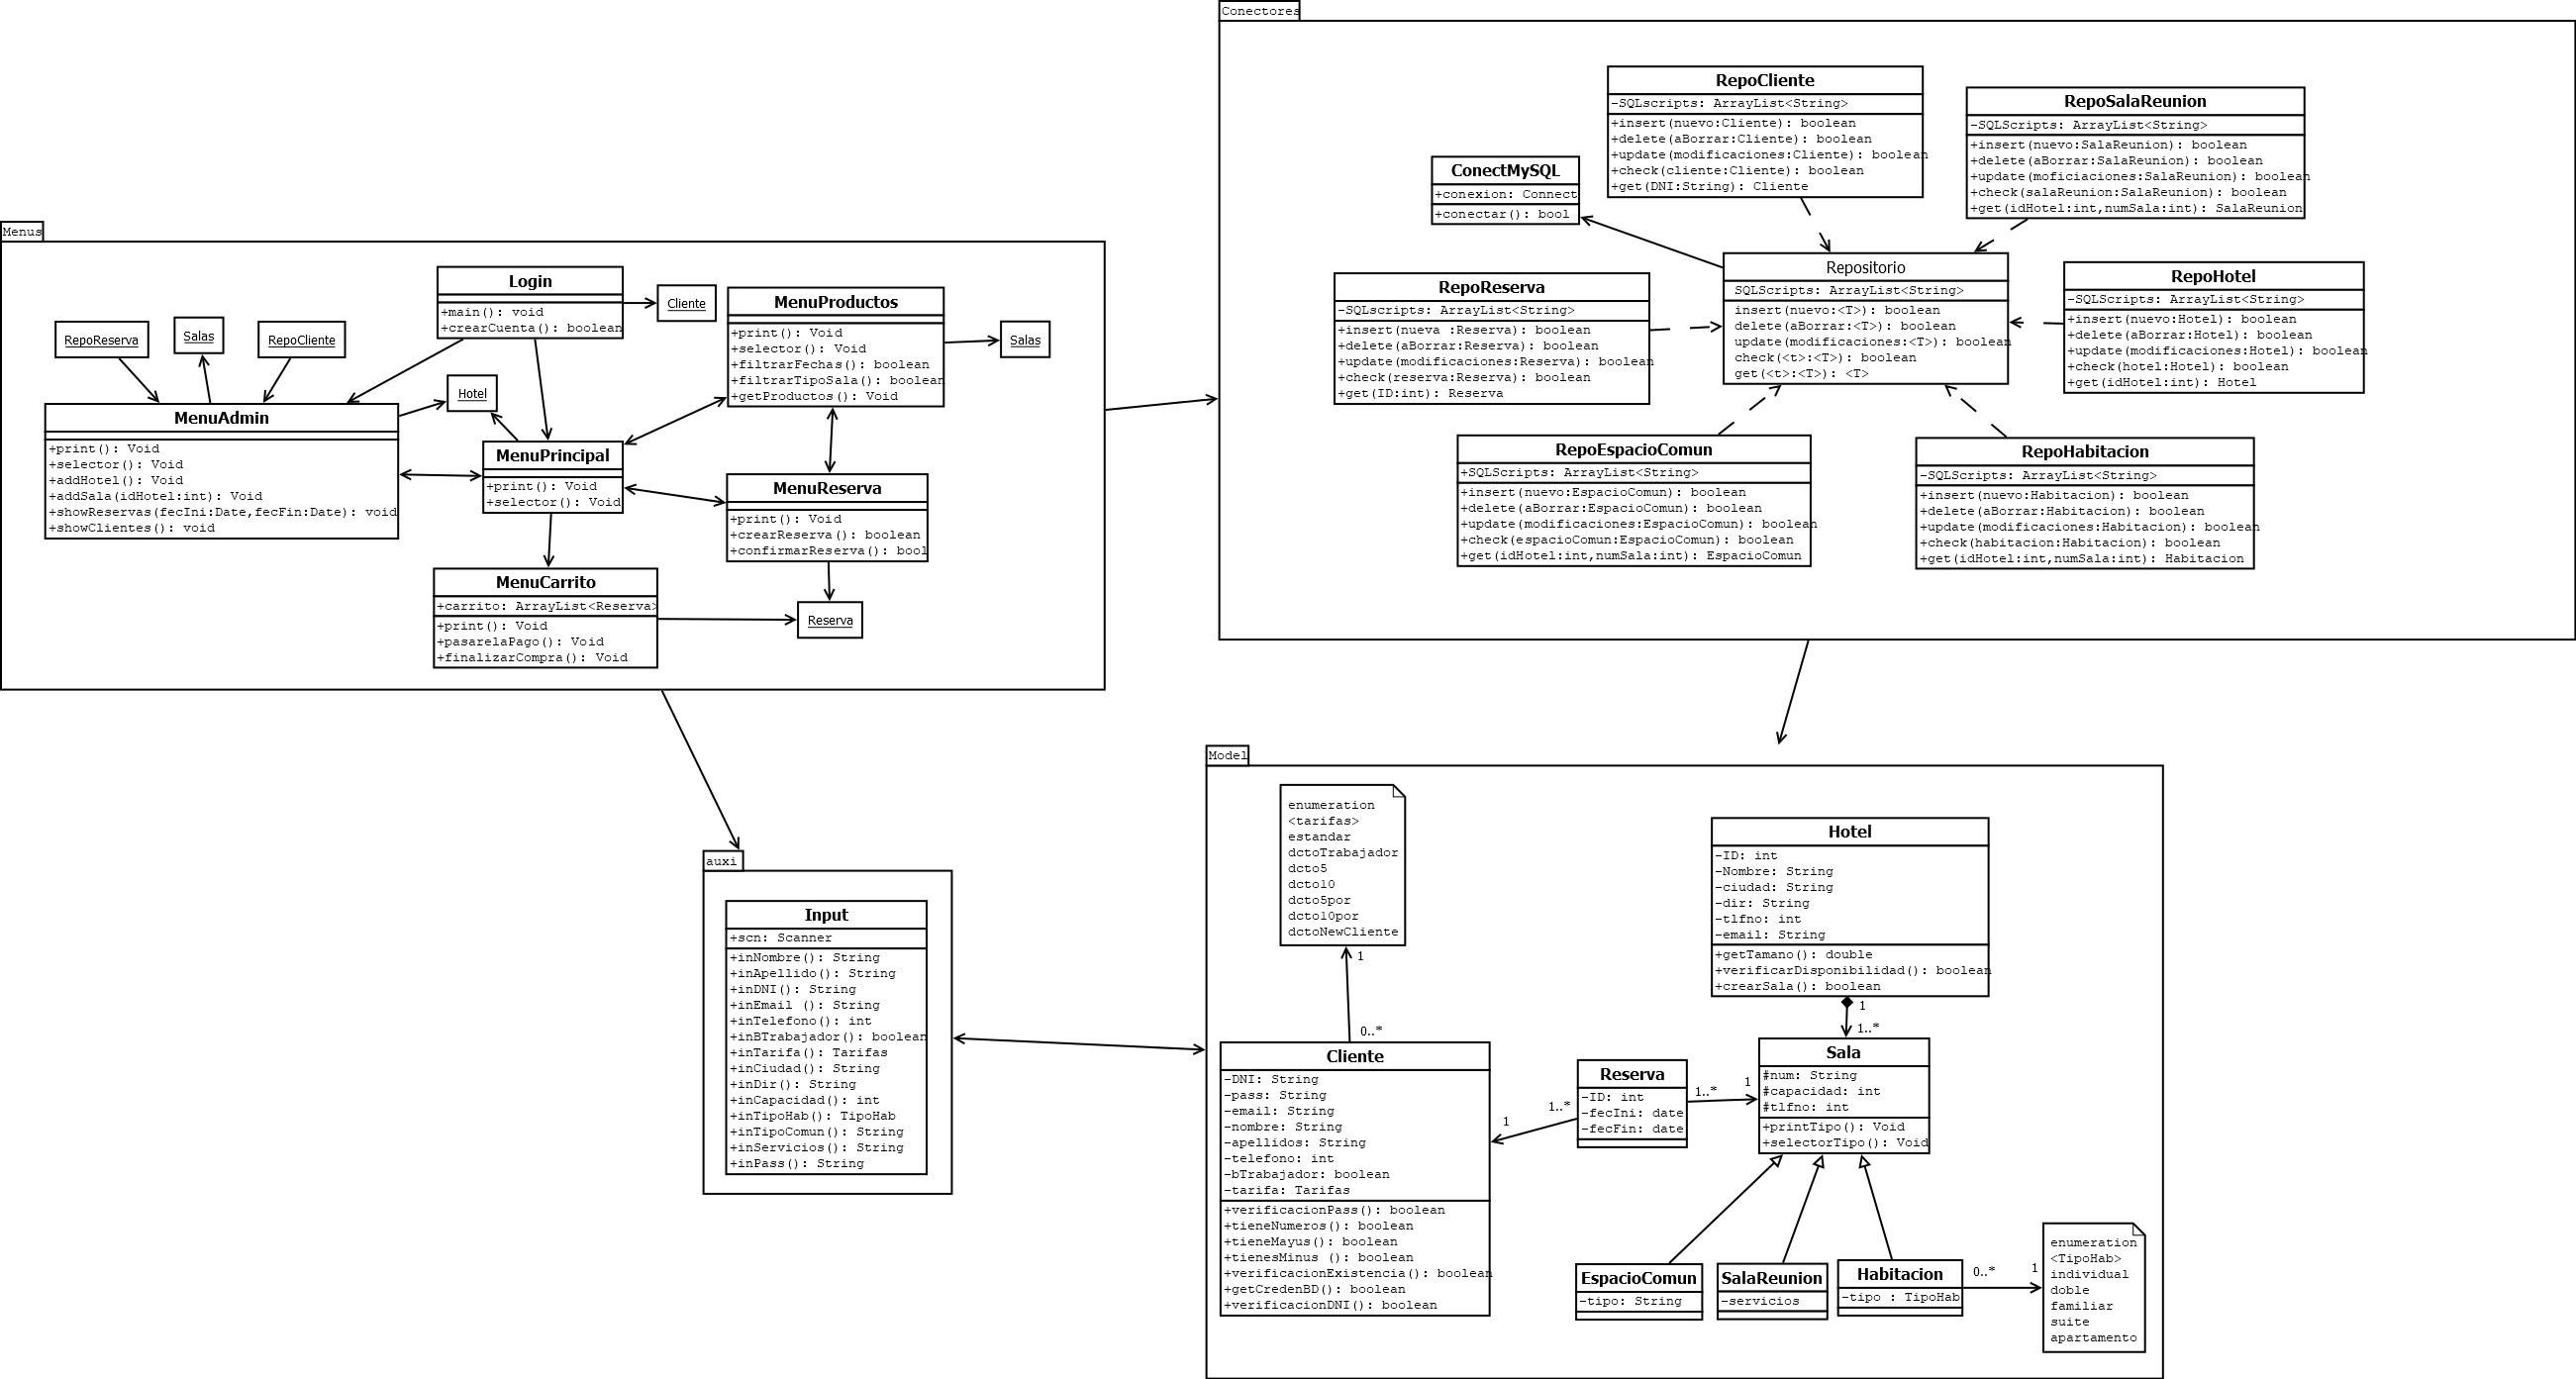 Conectores
RepoCliente
-SQLscripts: ArrayList<String>
+insert(nuevo:Cliente): boolean
+delete(aBorrar:Cliente): boolean
+update(modificaciones:Cliente): boolean
+check(cliente:Cliente): boolean
+get(DNI:String): Cliente
RepoSalaReunion
-SQLScripts: ArrayList<String>
+insert(nuevo:SalaReunion): boolean
+delete(aBorrar:SalaReunion): boolean
+update(moficiaciones:SalaReunion): boolean
+check(salaReunion:SalaReunion): boolean
+get(idHotel:int,numSala:int): SalaReunion
ConectMySQL
+conexion: Connect
+conectar(): bool
Repositorio
SQLScripts: ArrayList<String>
insert(nuevo:<T>): boolean
delete(aBorrar:<T>): boolean
update(modificaciones:<T>): boolean
check(<t>:<T>): boolean
get(<t>:<T>): <T>
RepoReserva
-SQLScripts: ArrayList<String>
+insert(nueva :Reserva): boolean
+delete(aBorrar:Reserva): boolean
+update(modificaciones:Reserva): boolean
+check(reserva:Reserva): boolean
+get(ID:int): Reserva
RepoHotel
-SQLScripts: ArrayList<String>
+insert(nuevo:Hotel): boolean
+delete(aBorrar:Hotel): boolean
+update(modificaciones:Hotel): boolean
+check(hotel:Hotel): boolean
+get(idHotel:int): Hotel
RepoEspacioComun
+SQLScripts: ArrayList<String>
+insert(nuevo:EspacioComun): boolean
+delete(aBorrar:EspacioComun): boolean
+update(modificaciones:EspacioComun): boolean
+check(espacioComun:EspacioComun): boolean
+get(idHotel:int,numSala:int): EspacioComun
RepoHabitacion
-SQLScripts: ArrayList<String>
+insert(nuevo:Habitacion): boolean
+delete(aBorrar:Habitacion): boolean
+update(modificaciones:Habitacion): boolean
+check(habitacion:Habitacion): boolean
+get(idHotel:int,numSala:int): Habitacion
Menus
Login
+main(): void
+crearCuenta(): boolean
Cliente
MenuProductos
+print(): Void
+selector(): Void
+filtrarFechas(): boolean
+filtrarTipoSala(): boolean
+getProductos(): Void
Salas
RepoReserva
Salas
RepoCliente
Hotel
MenuAdmin
+print(): Void
+selector(): Void
+addHotel(): Void
+addSala(idHotel:int): Void
+showReservas(fecIni:Date,fecFin:Date): void
+showClientes(): void
MenuPrincipal
+print(): Void
+selector(): Void
MenuReserva
+print(): Void
+crearReserva(): boolean
+confirmarReserva(): bool
MenuCarrito
+carrito: ArrayList<Reserva>
+print(): Void
+pasarelaPago(): Void
+finalizarCompra(): Void
Reserva
auxi
Input
+scn: Scanner
+inNombre(): String
+inApellido(): String
+inDNI(): String
+inEmail (): String
+inTelefono(): int
+inBTrabajador(): boolean
+inTarifa(): Tarifas
+inCiudad(): String
+inDir(): String
+inCapacidad(): int
+inTipoHab(): TipoHab
+inTipoComun(): String
+inServicios(): String
+inPass(): String
Model
enumeration
<tarifas>
estandar
dctoTrabajador
dcto5
dcto10
dcto5por
dcto10por
dctoNewCliente
1
0..*
Cliente
-DNI: String
-pass: String
-email: String
-nombre: String
-apellidos: String
-telefono: int
-bTrabajador: boolean
-tarifa: Tarifas
+verificacionPass(): boolean
+tieneNumeros(): boolean
+tieneMayus(): boolean
+tienesMinus (): boolean
+verificacionExistencia(): boolean
+getCredenBD(): boolean
+verificacionDNI(): boolean
1
1..*
Reserva
-ID: int
-fecIni: date
-fecFin: date
1..*
1
Hotel
-ID: int
-Nombre: String
-ciudad: String
-dir: String
-tlfno: int
-email: String
+getTamano(): double
+verificarDisponibilidad(): boolean
+crearSala(): boolean
1
1..*
Sala
#num: String
#capacidad: int
#tlfno: int
+printTipo(): Void
+selectorTipo(): Void
EspacioComun
-tipo: String
SalaReunion
-servicios
Habitacion
-tipo : TipoHab
0..*
1
enumeration
<TipoHab>
individual
doble
familiar
suite
apartamento